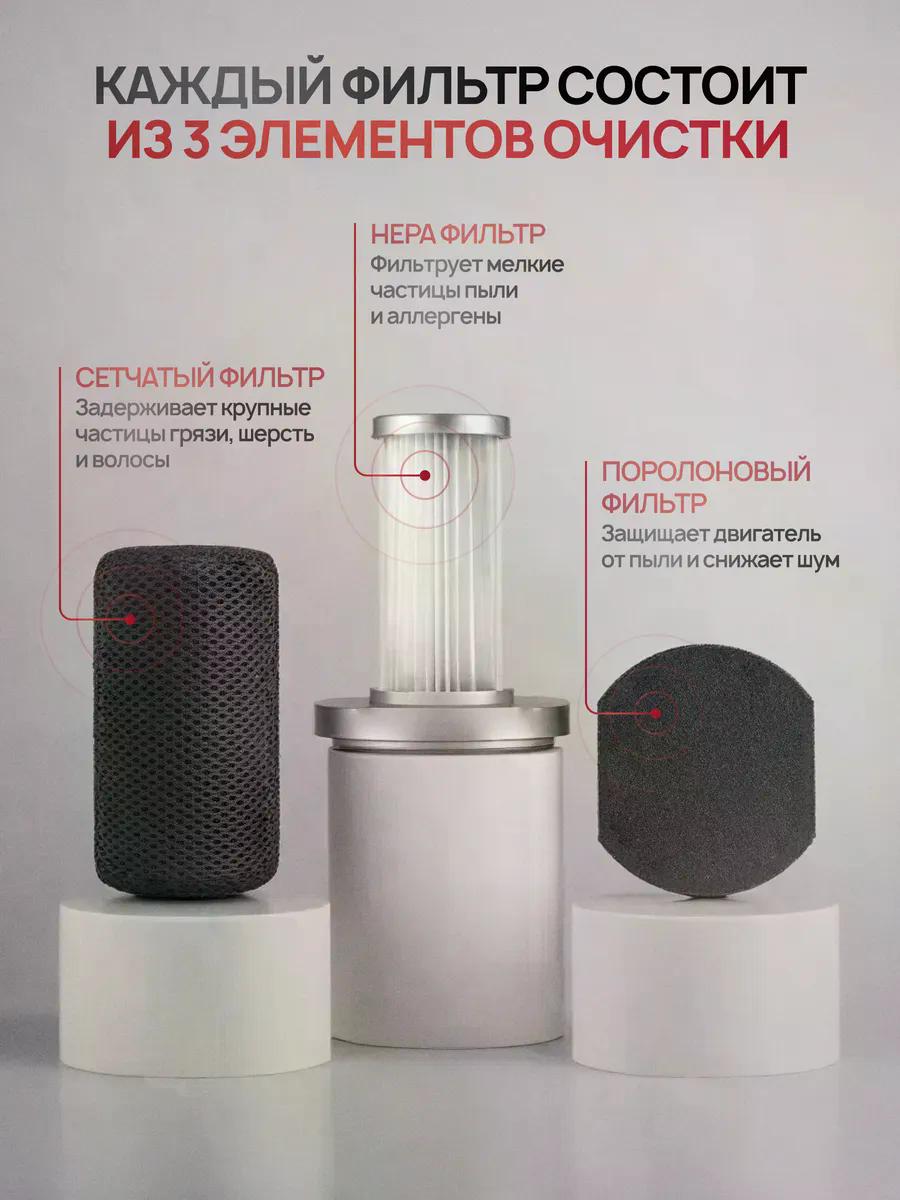 КАЖДЫЙ ФИЛЬТР СОСТОИТ
ИЗ 3 ЭЛЕМЕНТОВ ОЧИСТКИ
НЕРА ФИЛЬТР
Фильтрует мелкие
частицы пыли
и аллергены
СЕТЧАТЫЙ ФИЛЬТР
Задерживает крупные
частицы грязи, шерсть
и волосы
ПОРОЛОНОВЫЙ
ФИЛЬТР
Защищает двигатель
от пыли и снижает шум